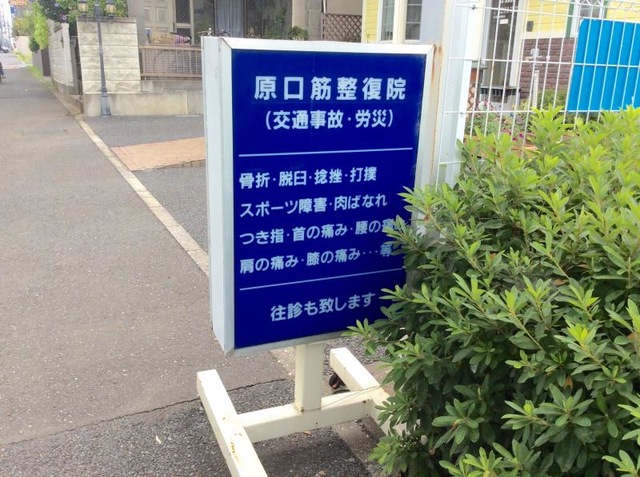 原口筋整復院
（交通事故・労災）
骨折・脱臼・捻挫・打撲
スポーツ障害・肉ばなれ
つき指・首の痛み・腰の痛
肩の痛み・膝の痛み・・・等
往診も致します